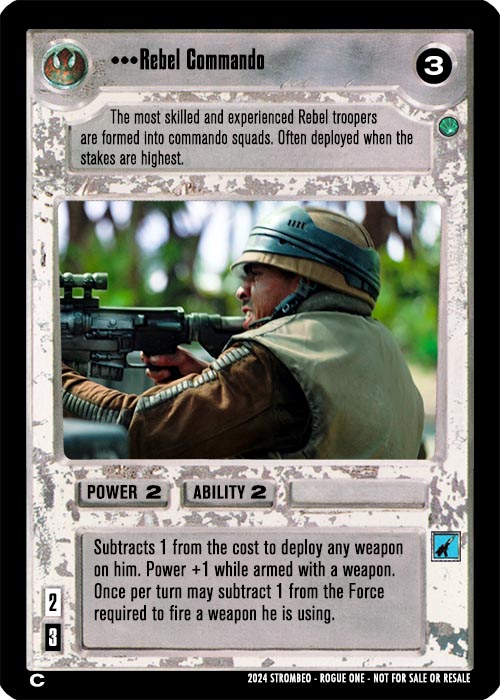 •••Rebel Commando
3
The most skilled and experienced Rebel troopers
are formed into commando squads. Often deployed when the
stakes are highest.
POWER 2
ABILITY 2
Subtracts 1 from the cost to deploy any weapon
on him. Power +1 while armed with a weapon.
Once per turn may subtract 1 from the Force
required to fire a weapon he is using.
2
3
C
2024 STROMBEO - ROGUE ONE - NOT FOR SALE OR RESALE